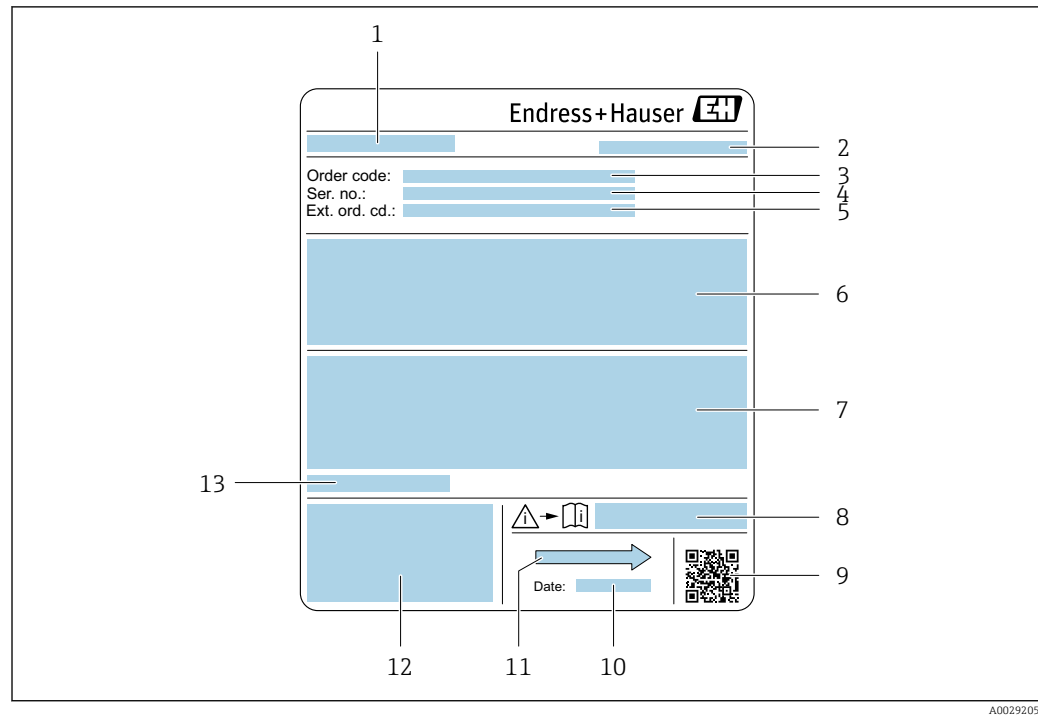 1
Endress+Hauser EH
2
Order code:
3
Ser. no.:
4
Ext. ord. cd.:
5
6
7
13
i i
8
9
Date:
12
11
10
A0029205